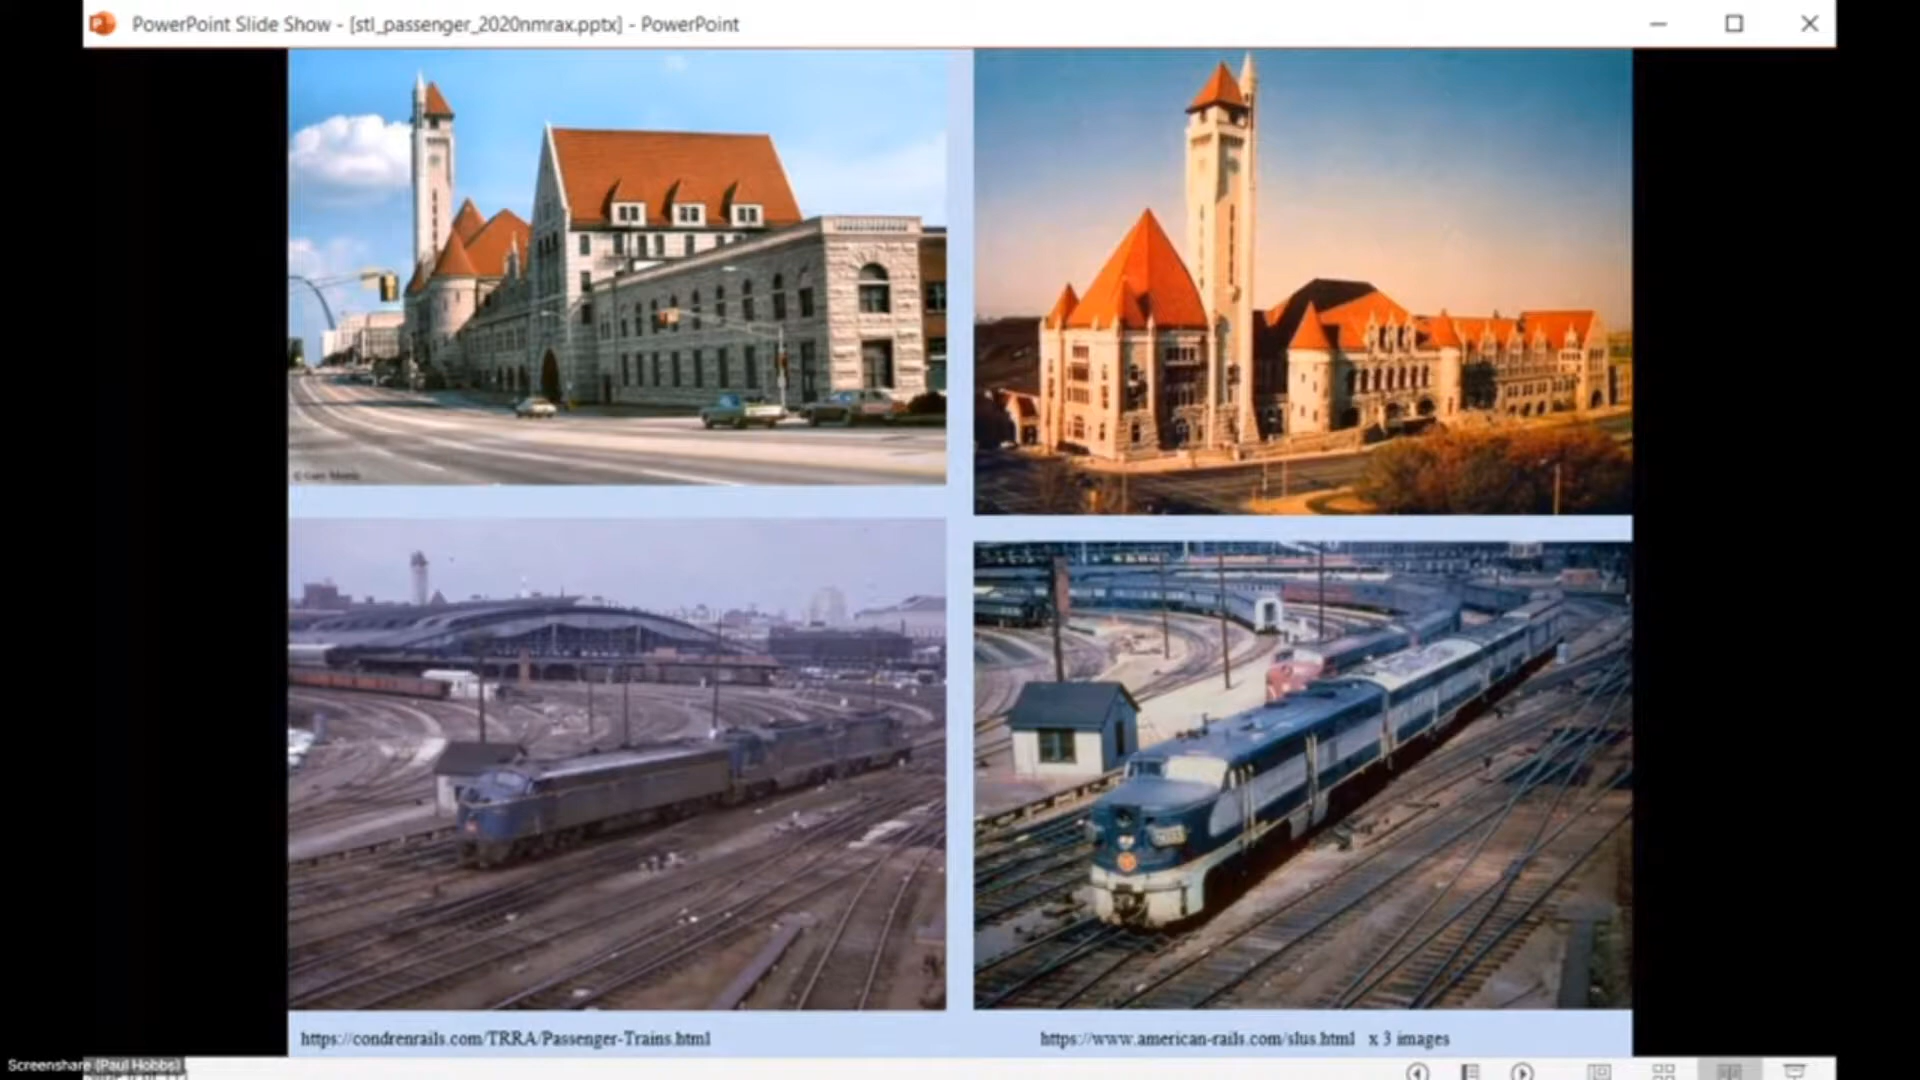 PowerPoint Slide Show - [stl_passenger_2020nmrax.pptx] - PowerPoint
https://condrenrails.com/TRRA/Passenger-Trains.html
https://www.american-rails.com/slus.html x 3 images
Screenshare (Paul Hobbs)